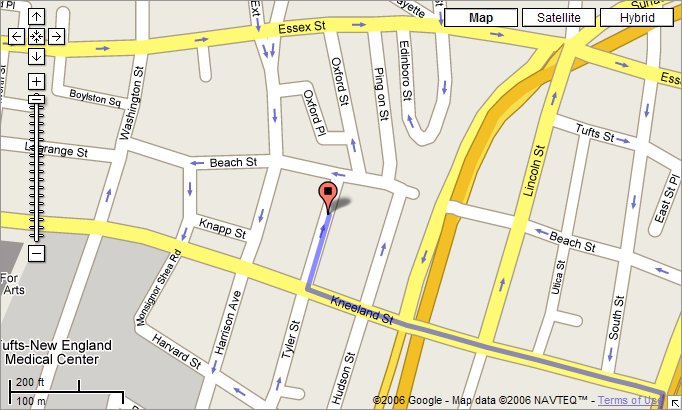 Map
Satellite
Hybrid
Ext
ayette
Sur
Essex St
Essex
Boylston Sq
Washington St
Oxford St
Oxford Pl
Ping on St
Edinboro St
Tufts St
Lincoln St
East St Pl
Lagrange St
Beach St
Knapp St
Beach St
Utica St
South St
Monsignor Shea Rd
Harrison Ave
Kneeland St
Tyler St
Hudson St
Harvard St
For
Arts
Tufts-New England
Medical Center
200 ft
100 m
©2006 Google - Map data ©2006 NAVTEQ™ - Terms of Use